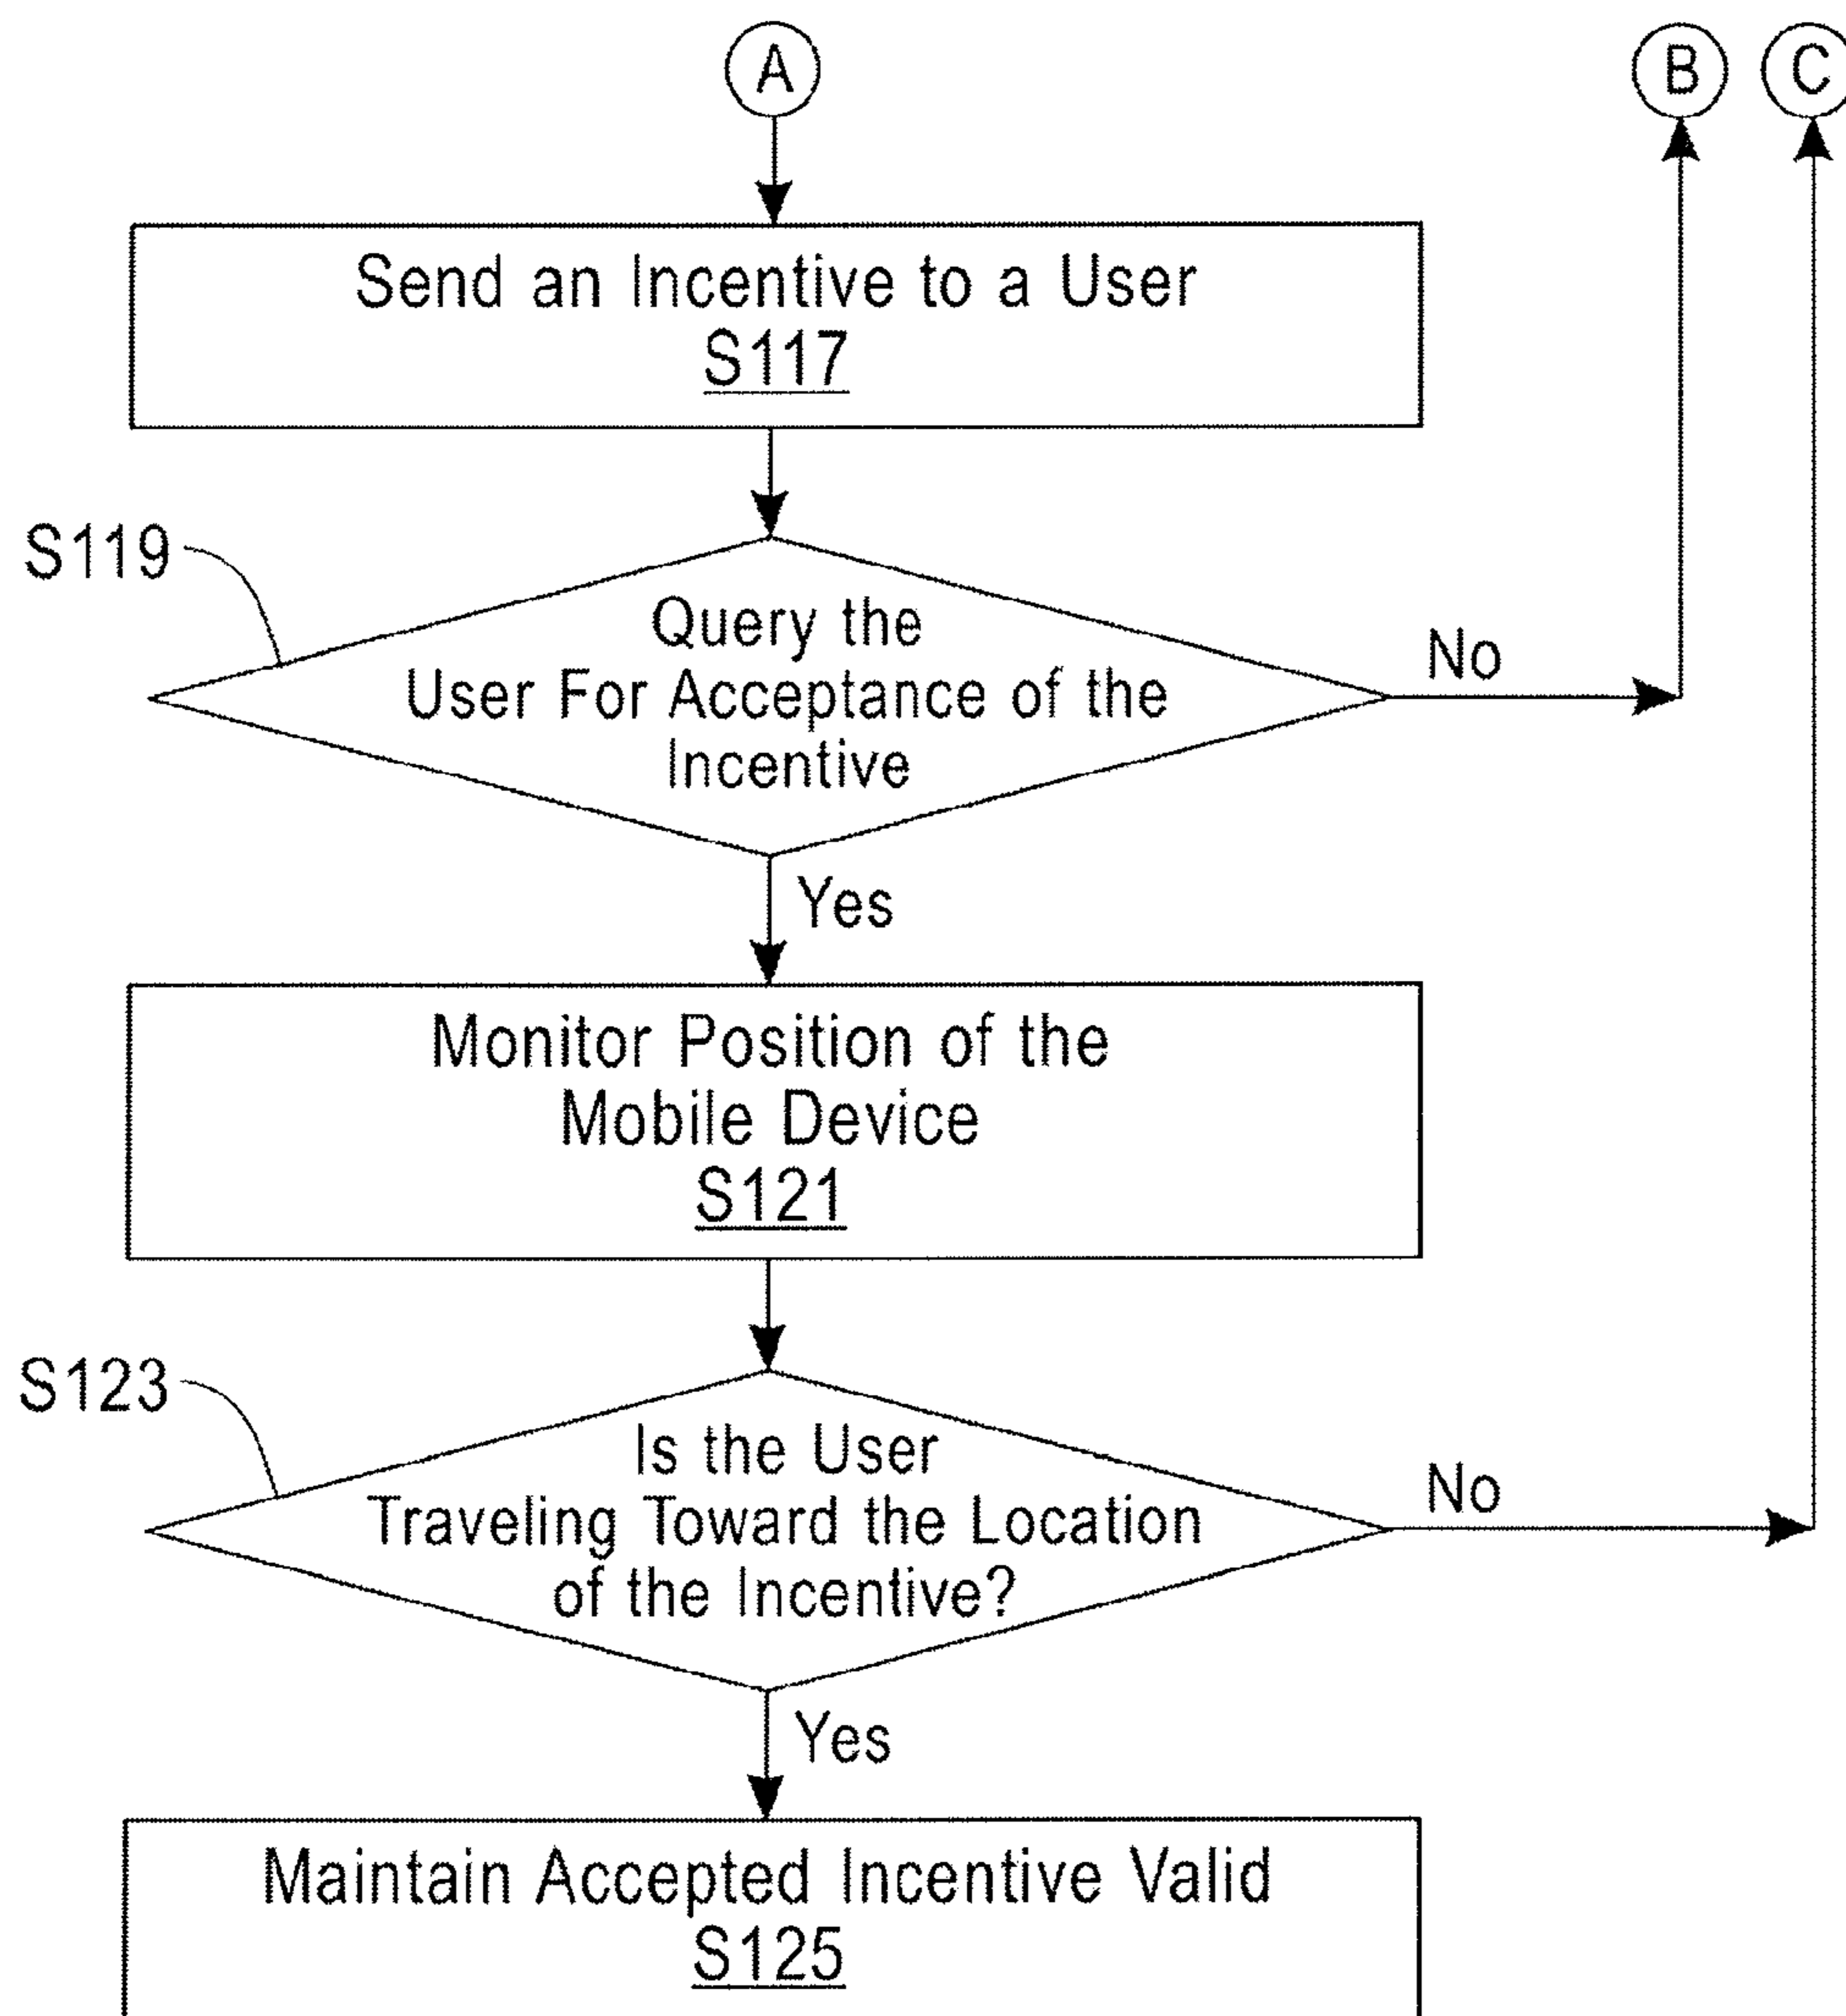 A
B
C
Send an Incentive to a User
S117
S119
Query the
User For Acceptance of the
Incentive
No
Yes
Monitor Position of the
Mobile Device
S121
S123
Is the User
Traveling Toward the Location
of the Incentive?
No
Yes
Maintain Accepted Incentive Valid
S125